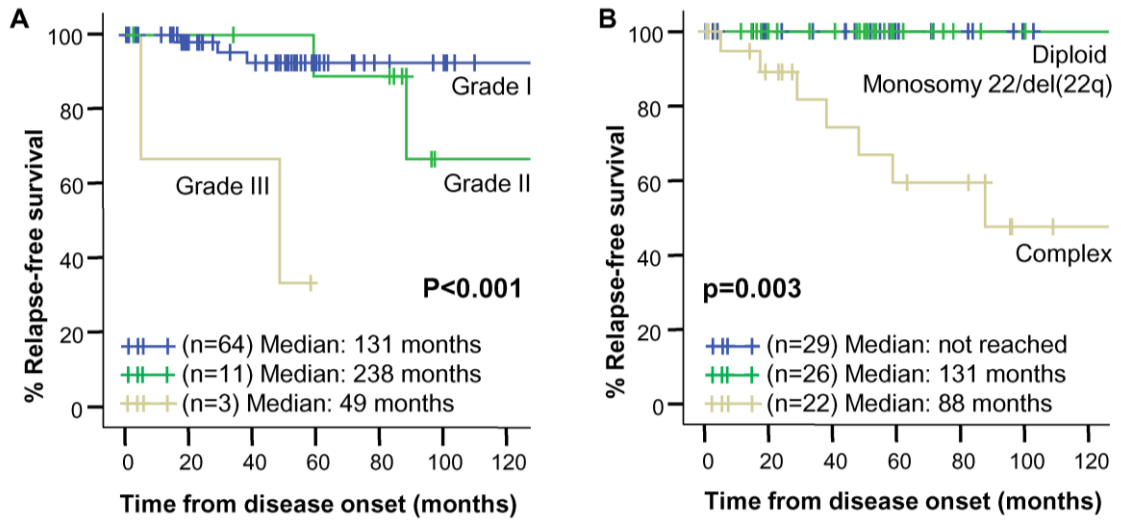 A
% Relapse-free survival
100
80
60
40
20
0
Grade I
Grade II
Grade III
P<0.001
(n=64) Median: 131 months
(n=11) Median: 238 months
(n=3) Median: 49 months
0 20 40 60 80 100 120
Time from disease onset (months)
B
% Relapse-free survival
100
80
60
40
20
0
Diploid
Monosomy 22/del(22q)
Complex
p=0.003
(n=29) Median: not reached
(n=26) Median: 131 months
(n=22) Median: 88 months
0 20 40 60 80 100 120
Time from disease onset (months)